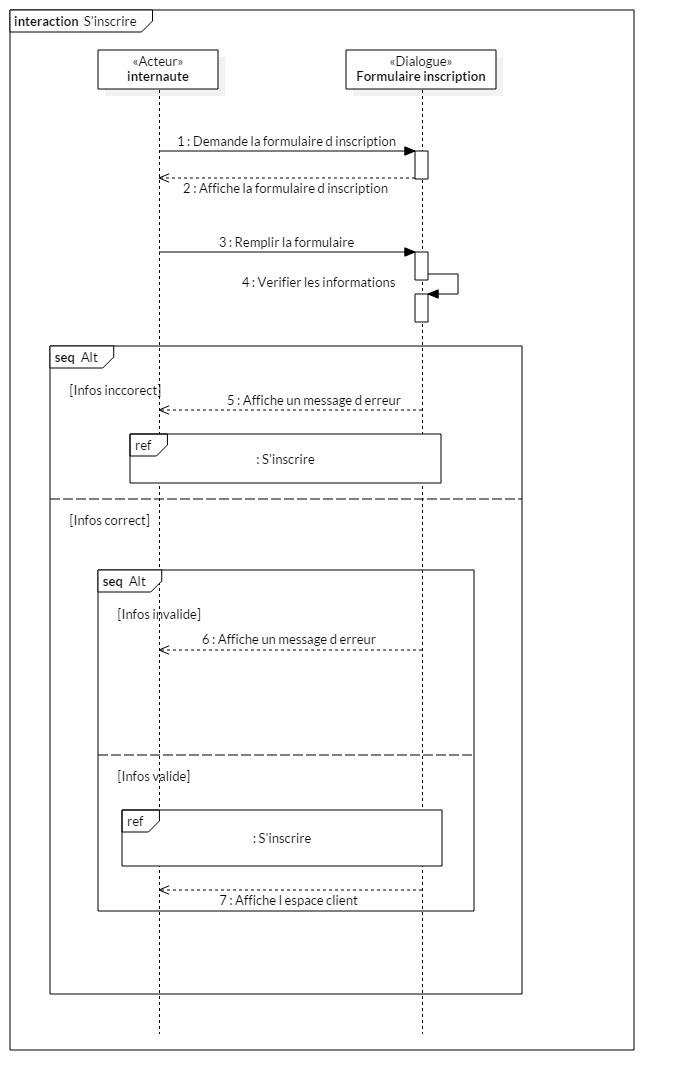 interaction S'inscrire
«Acteur»
internaute
«Dialogue»
Formulaire inscription
1 : Demande la formulaire d inscription
2 : Affiche la formulaire d inscription
3 : Remplir la formulaire
4 : Verifier les informations
seq Alt
[Infos inccorect]
5 : Affiche un message d erreur
ref
: S'inscrire
[Infos correct]
seq Alt
[Infos invalide]
6 : Affiche un message d erreur
[Infos valide]
ref
: S'inscrire
7 : Affiche l espace client